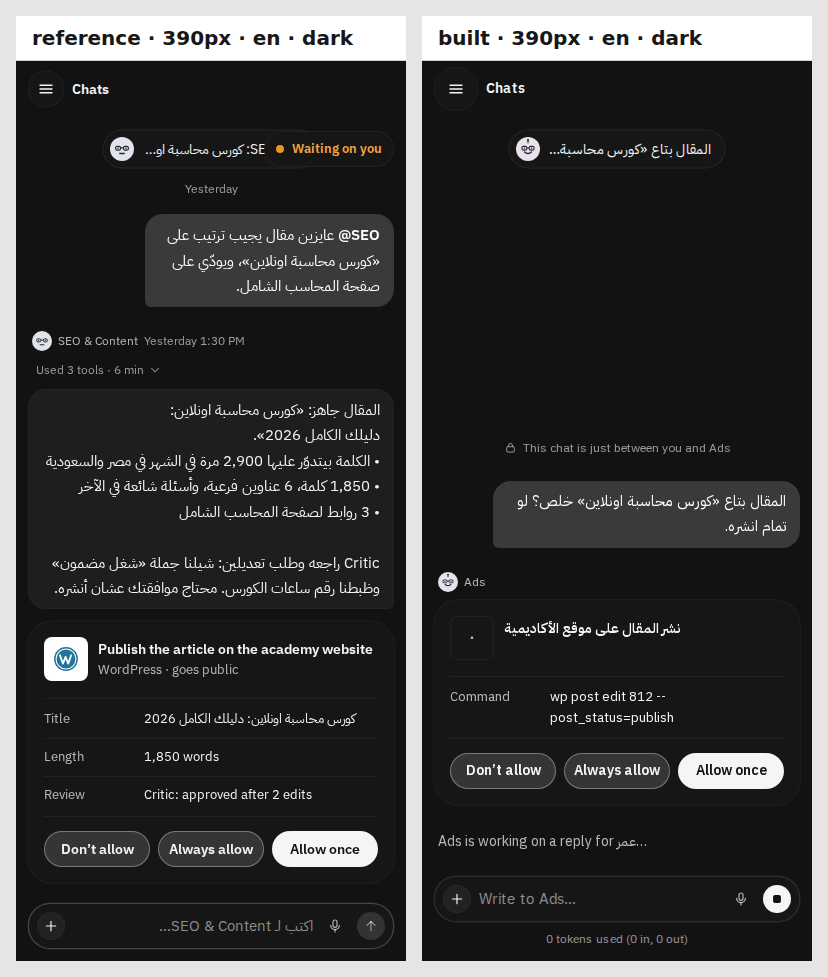 reference · 390px · en · dark
Chats
SE: كورس محاسبة او...
Waiting on you
Yesterday
@SEO عايزين مقال يجيب ترتيب على
«كورس محاسبة اونلاين»، ويودّي على
صفحة المحاسب الشامل.
SEO & Content Yesterday 1:30 PM
Used 3 tools · 6 min
المقال جاهز: «كورس محاسبة اونلاين:
دليلك الكامل 2026».
• الكلمة بيتدوّر عليها 2,900 مرة في الشهر في مصر والسعودية
• 1,850 كلمة، 6 عناوين فرعية، وأسئلة شائعة في الآخر
• 3 روابط لصفحة المحاسب الشامل
Critic راجعه وطلب تعديلين: شيلنا جملة «شغل مضمون»
وظبطنا رقم ساعات الكورس. محتاج موافقتك عشان أنشره.
Publish the article on the academy website
WordPress · goes public
Title كورس محاسبة اونلاين: دليلك الكامل 2026
Length 1,850 words
Review Critic: approved after 2 edits
Don't allow
Always allow
Allow once
اكتب لـ SEO & Content...
built · 390px · en · dark
Chats
المقال بتاع «كورس محاسبة...
This chat is just between you and Ads
المقال بتاع «كورس محاسبة اونلاين» خلص؟ لو
تمام انشره.
Ads
نشر المقال على موقع الأكاديمية
Command wp post edit 812 --
post_status=publish
Don't allow
Always allow
Allow once
Ads is working on a reply for عمر...
Write to Ads...
0 tokens used (0 in, 0 out)